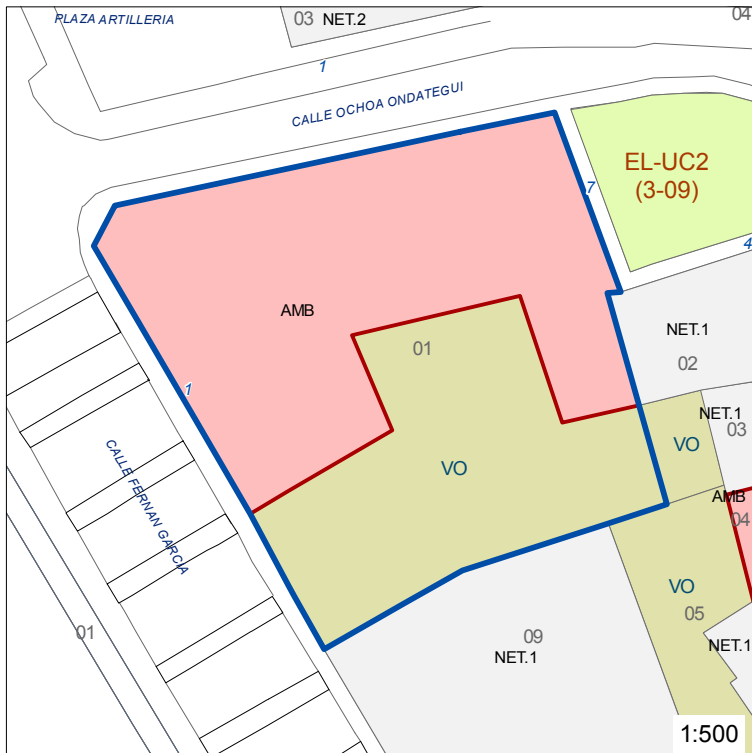 PLAZA ARTILLERIA
03 NET.2
04
1
CALLE OCHOA ONDATEGUI
EL-UC2
(3-09)
7
4
AMB
01
NET.1
02
1
NET.1
03
VO
VO
CALLE FERNAN GARCIA
AMB
04
VO
05
01
09
NET.1
NET.1
1:500